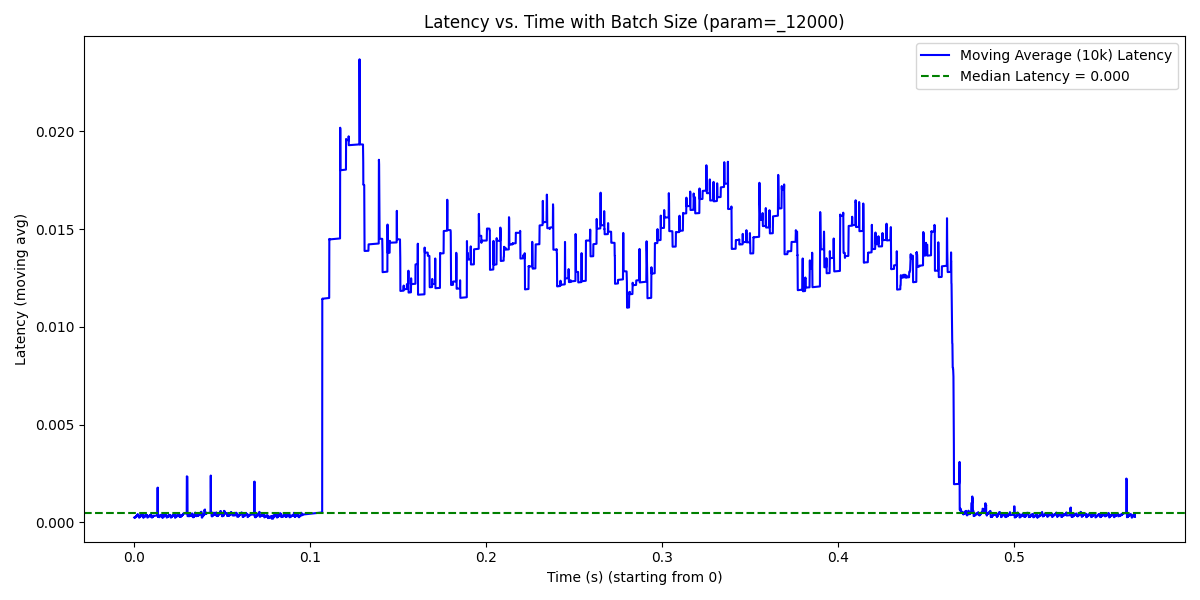 Latency vs. Time with Batch Size (param=_12000)
Moving Average (10k) Latency
Median Latency = 0.000
Latency (moving avg)
0.020
0.015
0.010
0.005
0.000
0.0 0.1 0.2 0.3 0.4 0.5
Time (s) (starting from 0)